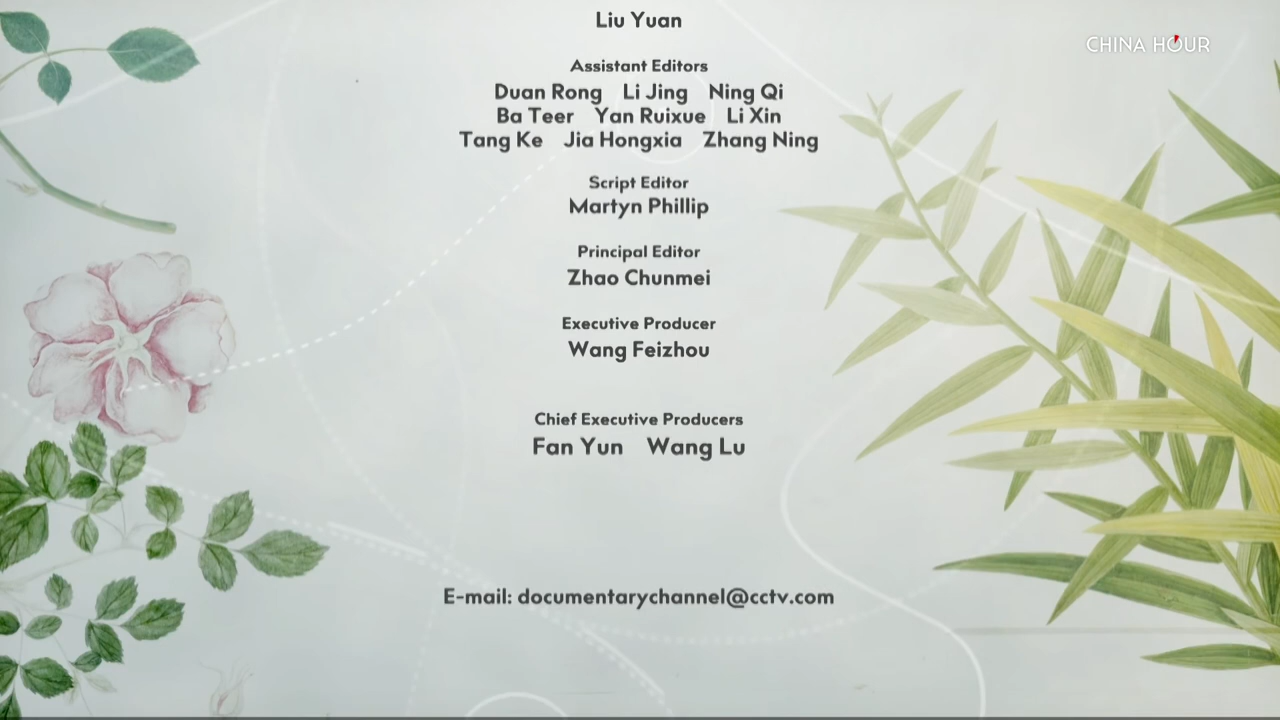 Liu Yuan
CHINA HOUR
Assistant Editors
Duan Rong Li Jing Ning Qi
Ba Teer Yan Ruixue Li Xin
Tang Ke Jia Hongxia Zhang Ning
Script Editor
Martyn Phillip
Principal Editor
Zhao Chunmei
Executive Producer
Wang Feizhou
Chief Executive Producers
Fan Yun Wang Lu
E-mail: documentarychannel@cctv.com